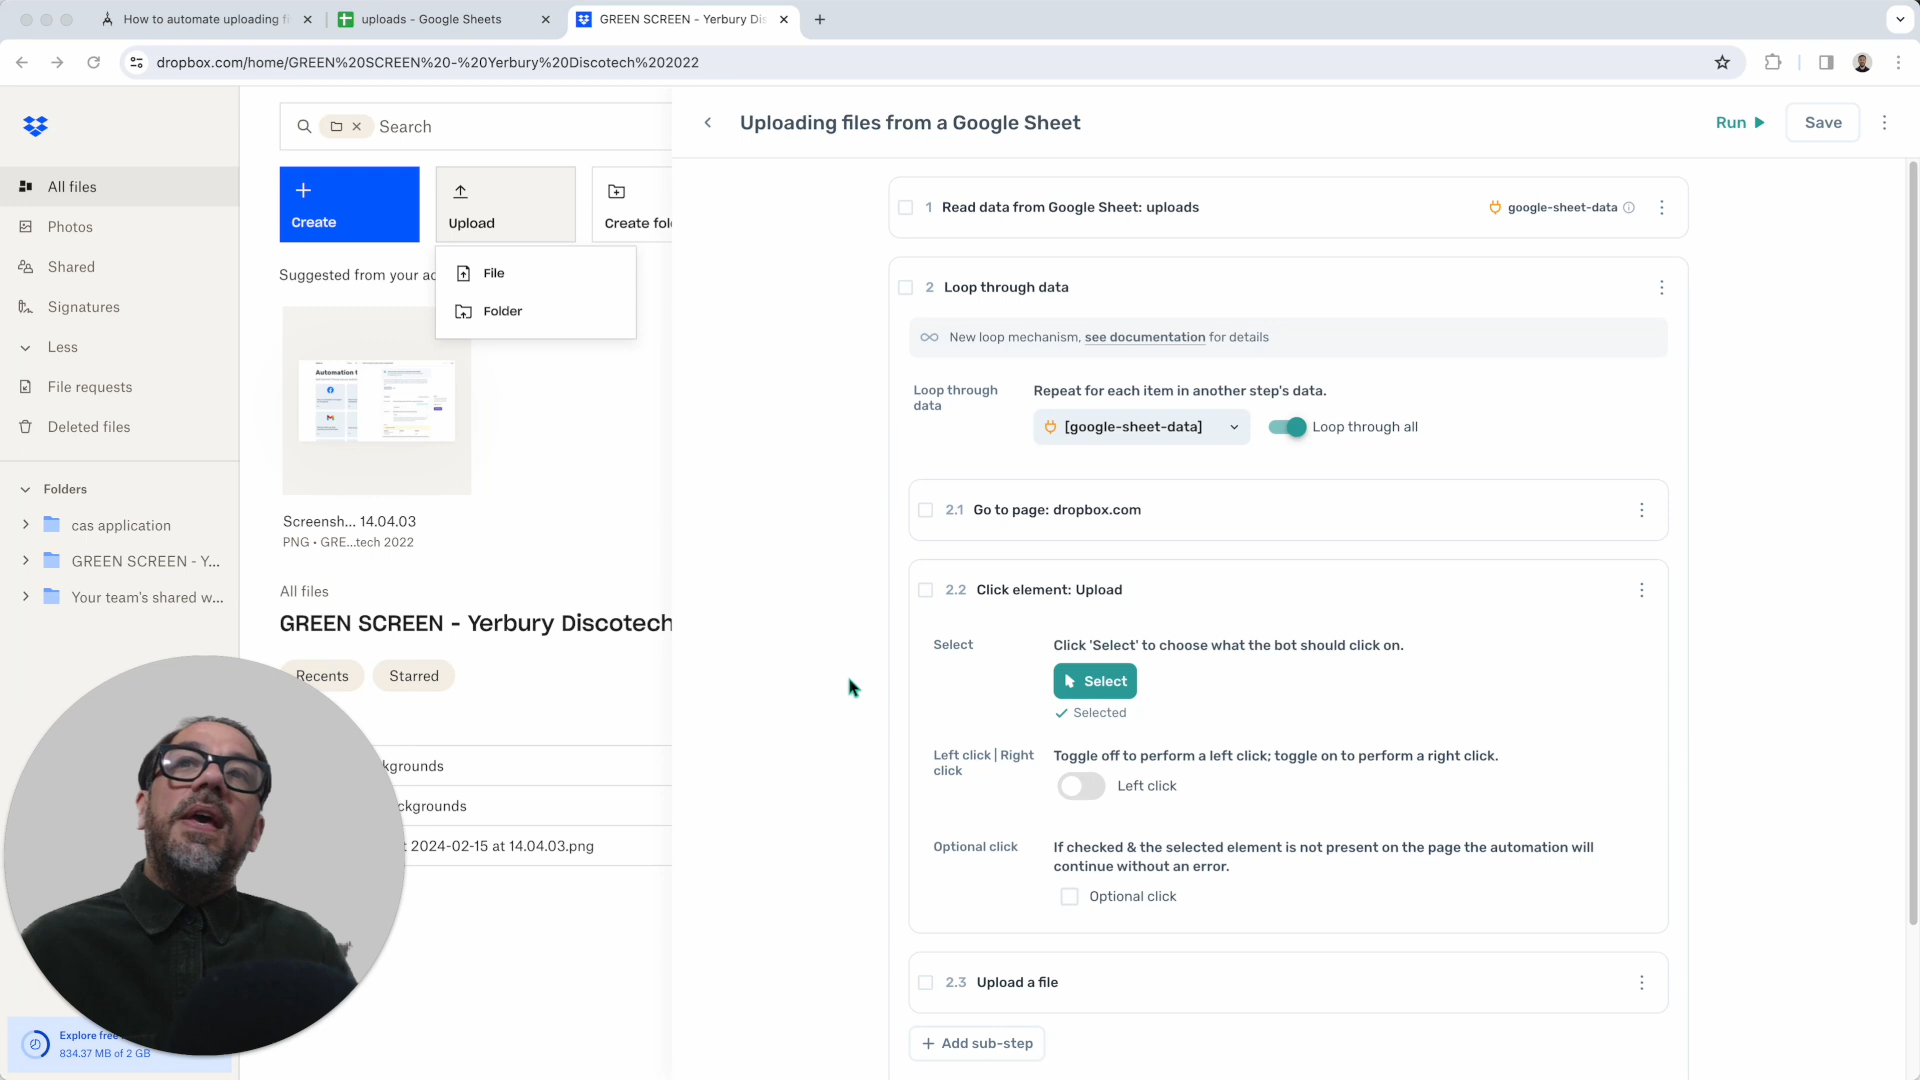 How to automate uploading fi
uploads - Google Sheets
GREEN SCREEN - Yerbury Dis
dropbox.com/home/GREEN%20SCREEN%20-%20Yerbury%20Discotech%202022
Search
Uploading files from a Google Sheet
Run
Save
All files
Photos
Shared
Signatures
Less
File requests
Deleted files
Folders
cas application
GREEN SCREEN - Y...
Your team's shared w...
Explore free
834.37 MB of 2 GB
Create
Upload
Create fol
Suggested from your ac
File
Folder
Screensh... 14.04.03
PNG • GRE...tech 2022
All files
GREEN SCREEN - Yerbury Discotech
Recents
Starred
kgrounds
ckgrounds
t 2024-02-15 at 14.04.03.png
1 Read data from Google Sheet: uploads
google-sheet-data
2 Loop through data
New loop mechanism, see documentation for details
Loop through data
Repeat for each item in another step's data.
[google-sheet-data]
Loop through all
2.1 Go to page: dropbox.com
2.2 Click element: Upload
Select
Click 'Select' to choose what the bot should click on.
Select
Selected
Left click | Right click
Toggle off to perform a left click; toggle on to perform a right click.
Left click
Optional click
If checked & the selected element is not present on the page the automation will
continue without an error.
Optional click
2.3 Upload a file
+ Add sub-step